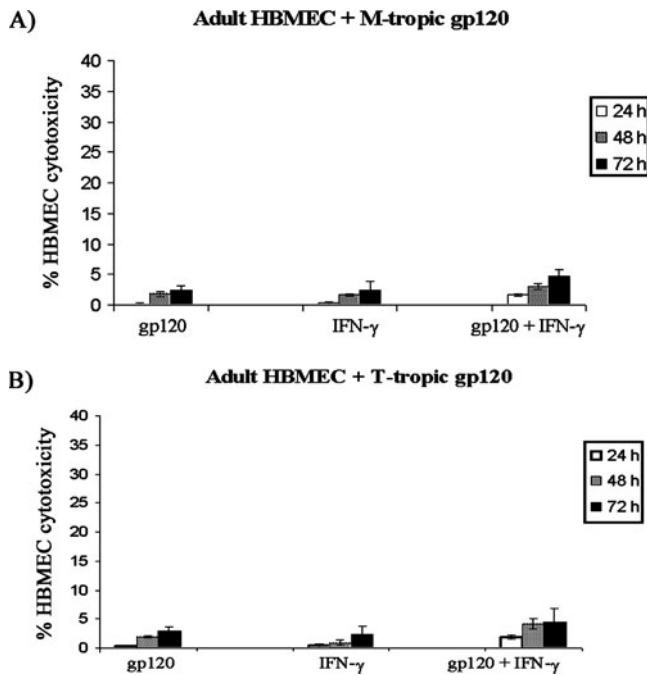 A)
Adult HBMEC + M-tropic gp120
% HBMEC cytotoxicity
40
35
30
25
20
15
10
5
0
24 h
48 h
72 h
gp120
IFN-γ
gp120 + IFN-γ
B)
Adult HBMEC + T-tropic gp120
% HBMEC cytotoxicity
40
35
30
25
20
15
10
5
0
24 h
48 h
72 h
gp120
IFN-γ
gp120 + IFN-γ